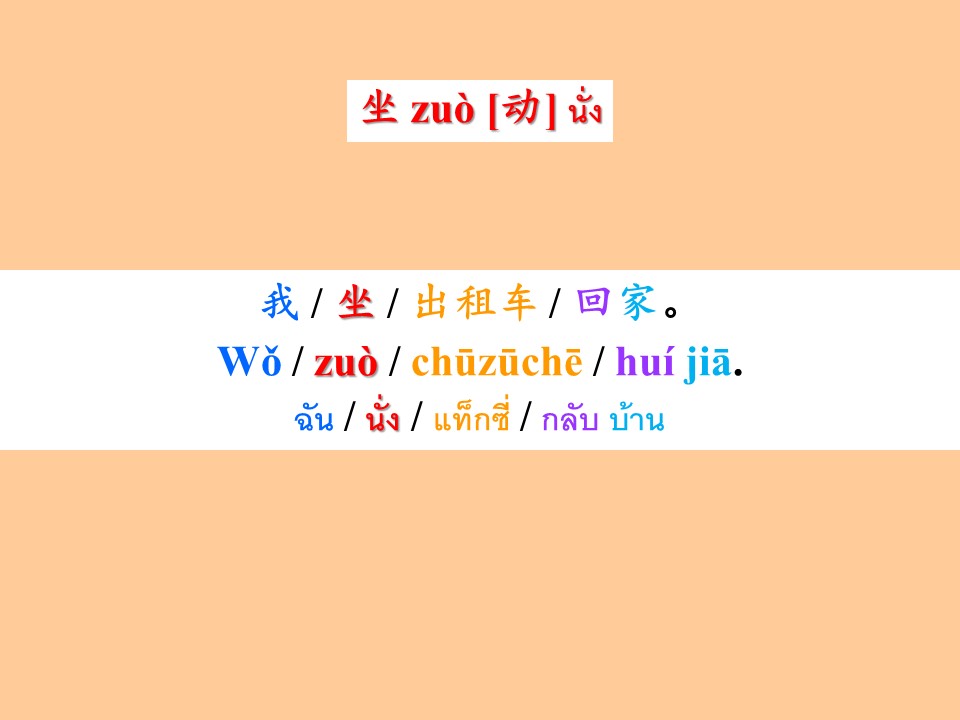 坐 zuò [动] นั่ง
我 / 坐 / 出租车 / 回家。
Wǒ / zuò / chūzūchē / huí jiā.
ฉัน / นั่ง / แท็กซี่ / กลับ บ้าน